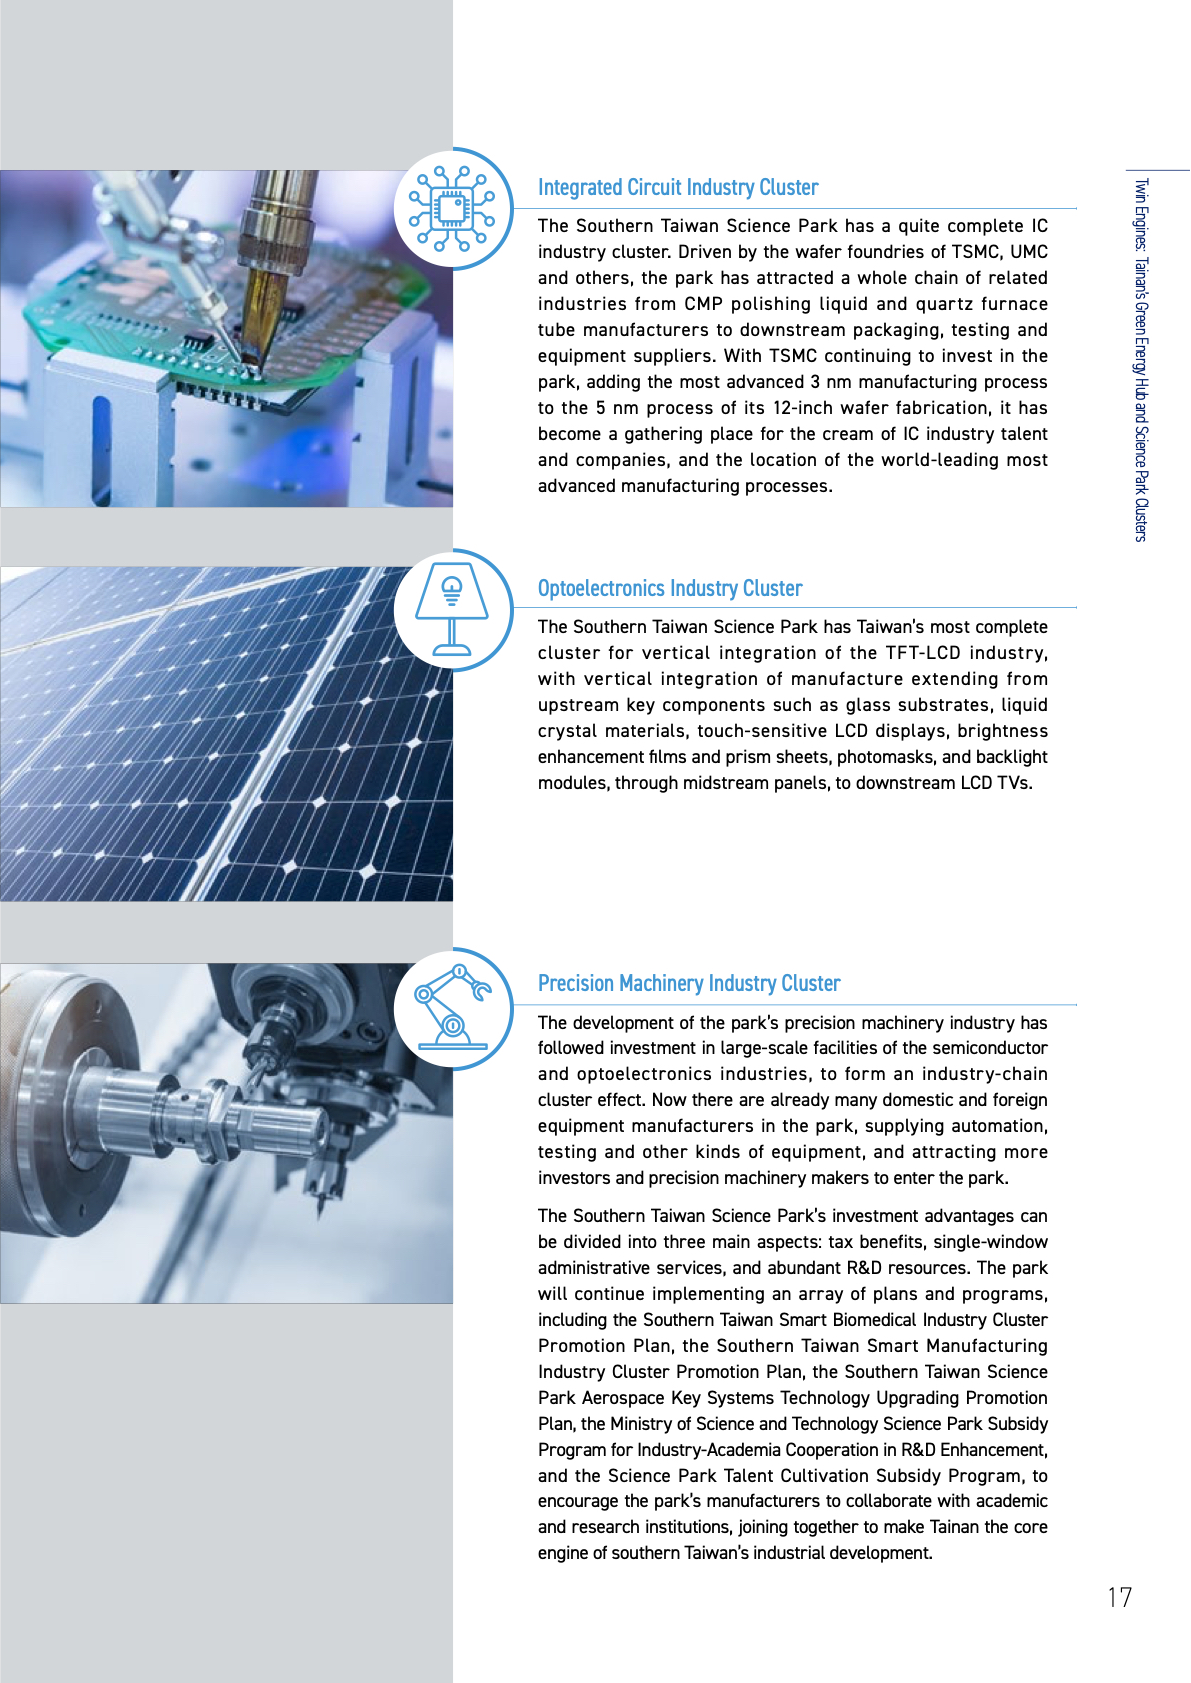 Integrated Circuit Industry Cluster
The Southern Taiwan Science Park has a quite complete IC
industry cluster. Driven by the wafer foundries of TSMC, UMC
and others, the park has attracted a whole chain of related
industries from CMP polishing liquid and quartz furnace
tube manufacturers to downstream packaging, testing and
equipment suppliers. With TSMC continuing to invest in the
park, adding the most advanced 3 nm manufacturing process
to the 5 nm process of its 12-inch wafer fabrication, it has
become a gathering place for the cream of IC industry talent
and companies, and the location of the world-leading most
advanced manufacturing processes.
Optoelectronics Industry Cluster
The Southern Taiwan Science Park has Taiwan’s most complete
cluster for vertical integration of the TFT-LCD industry,
with vertical integration of manufacture extending from
upstream key components such as glass substrates, liquid
crystal materials, touch-sensitive LCD displays, brightness
enhancement films and prism sheets, photomasks, and backlight
modules, through midstream panels, to downstream LCD TVs.
Precision Machinery Industry Cluster
The development of the park’s precision machinery industry has
followed investment in large-scale facilities of the semiconductor
and optoelectronics industries, to form an industry-chain
cluster effect. Now there are already many domestic and foreign
equipment manufacturers in the park, supplying automation,
testing and other kinds of equipment, and attracting more
investors and precision machinery makers to enter the park.
The Southern Taiwan Science Park’s investment advantages can
be divided into three main aspects: tax benefits, single-window
administrative services, and abundant R&D resources. The park
will continue implementing an array of plans and programs,
including the Southern Taiwan Smart Biomedical Industry Cluster
Promotion Plan, the Southern Taiwan Smart Manufacturing
Industry Cluster Promotion Plan, the Southern Taiwan Science
Park Aerospace Key Systems Technology Upgrading Promotion
Plan, the Ministry of Science and Technology Science Park Subsidy
Program for Industry-Academia Cooperation in R&D Enhancement,
and the Science Park Talent Cultivation Subsidy Program, to
encourage the park’s manufacturers to collaborate with academic
and research institutions, joining together to make Tainan the core
engine of southern Taiwan’s industrial development.
Twin Engines: Tainan’s Green Energy Hub and Science Park Clusters
17